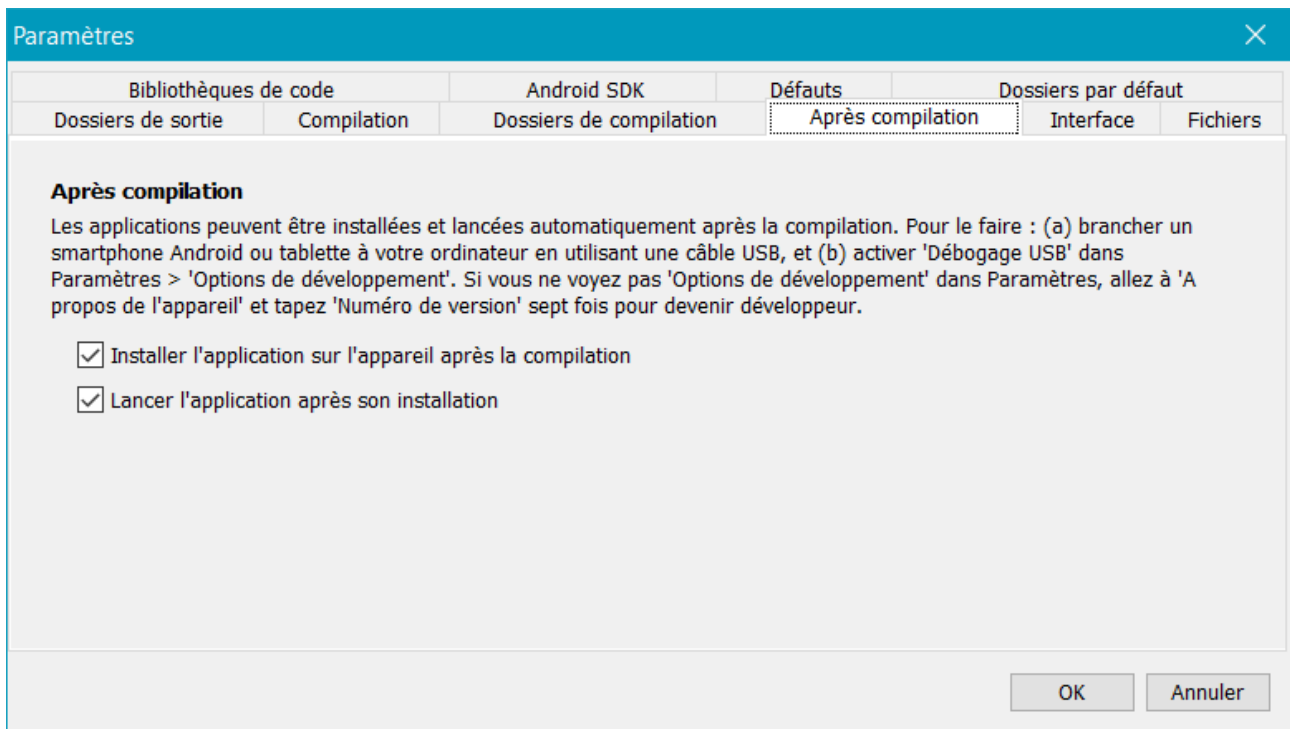 Paramètres
Bibliothèques de code Android SDK Défauts Dossiers par défaut
Dossiers de sortie Compilation Dossiers de compilation Après compilation Interface Fichiers
Après compilation
Les applications peuvent être installées et lancées automatiquement après la compilation. Pour le faire : (a) brancher un
smartphone Android ou tablette à votre ordinateur en utilisant une câble USB, et (b) activer 'Débogage USB' dans
Paramètres > 'Options de développement'. Si vous ne voyez pas 'Options de développement' dans Paramètres, allez à 'A
propos de l'appareil' et tapez 'Numéro de version' sept fois pour devenir développeur.
Installer l'application sur l'appareil après la compilation
Lancer l'application après son installation
OK Annuler